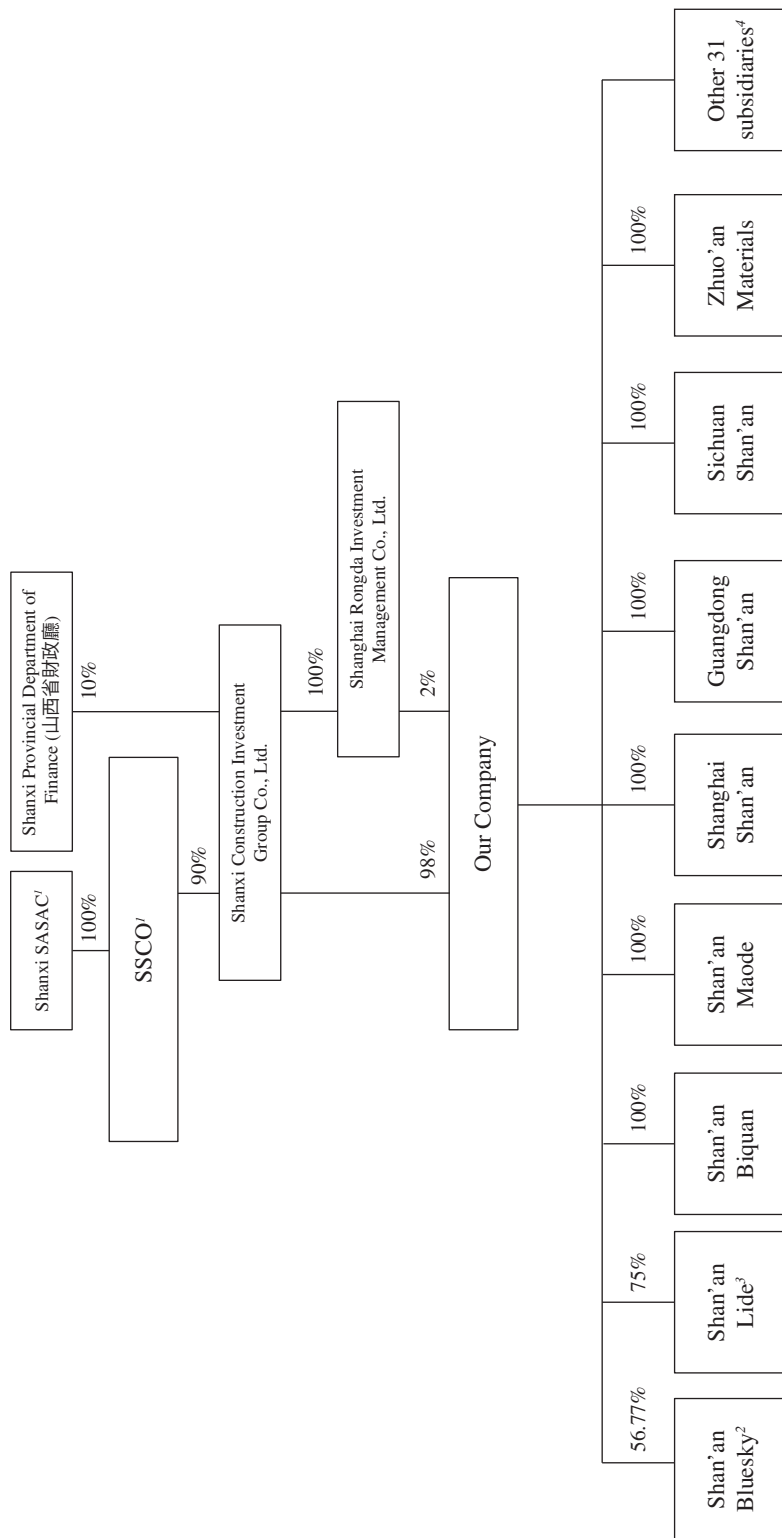 Shanxi SASAC1
Shanxi Provincial Department of
Finance (山西省財政廳)
100%
10%
SSCO1
90%
Shanxi Construction Investment
Group Co., Ltd.
100%
Shanghai Rongda Investment
Management Co., Ltd.
98%
2%
Our Company
56.77%
75%
100%
100%
100%
100%
100%
100%
Shan’an
Bluesky2
Shan’an
Lide3
Shan’an
Biquan
Shan’an
Maode
Shanghai
Shan’an
Guangdong
Shan’an
Sichuan
Shan’an
Zhuo’an
Materials
Other 31
subsidiaries4